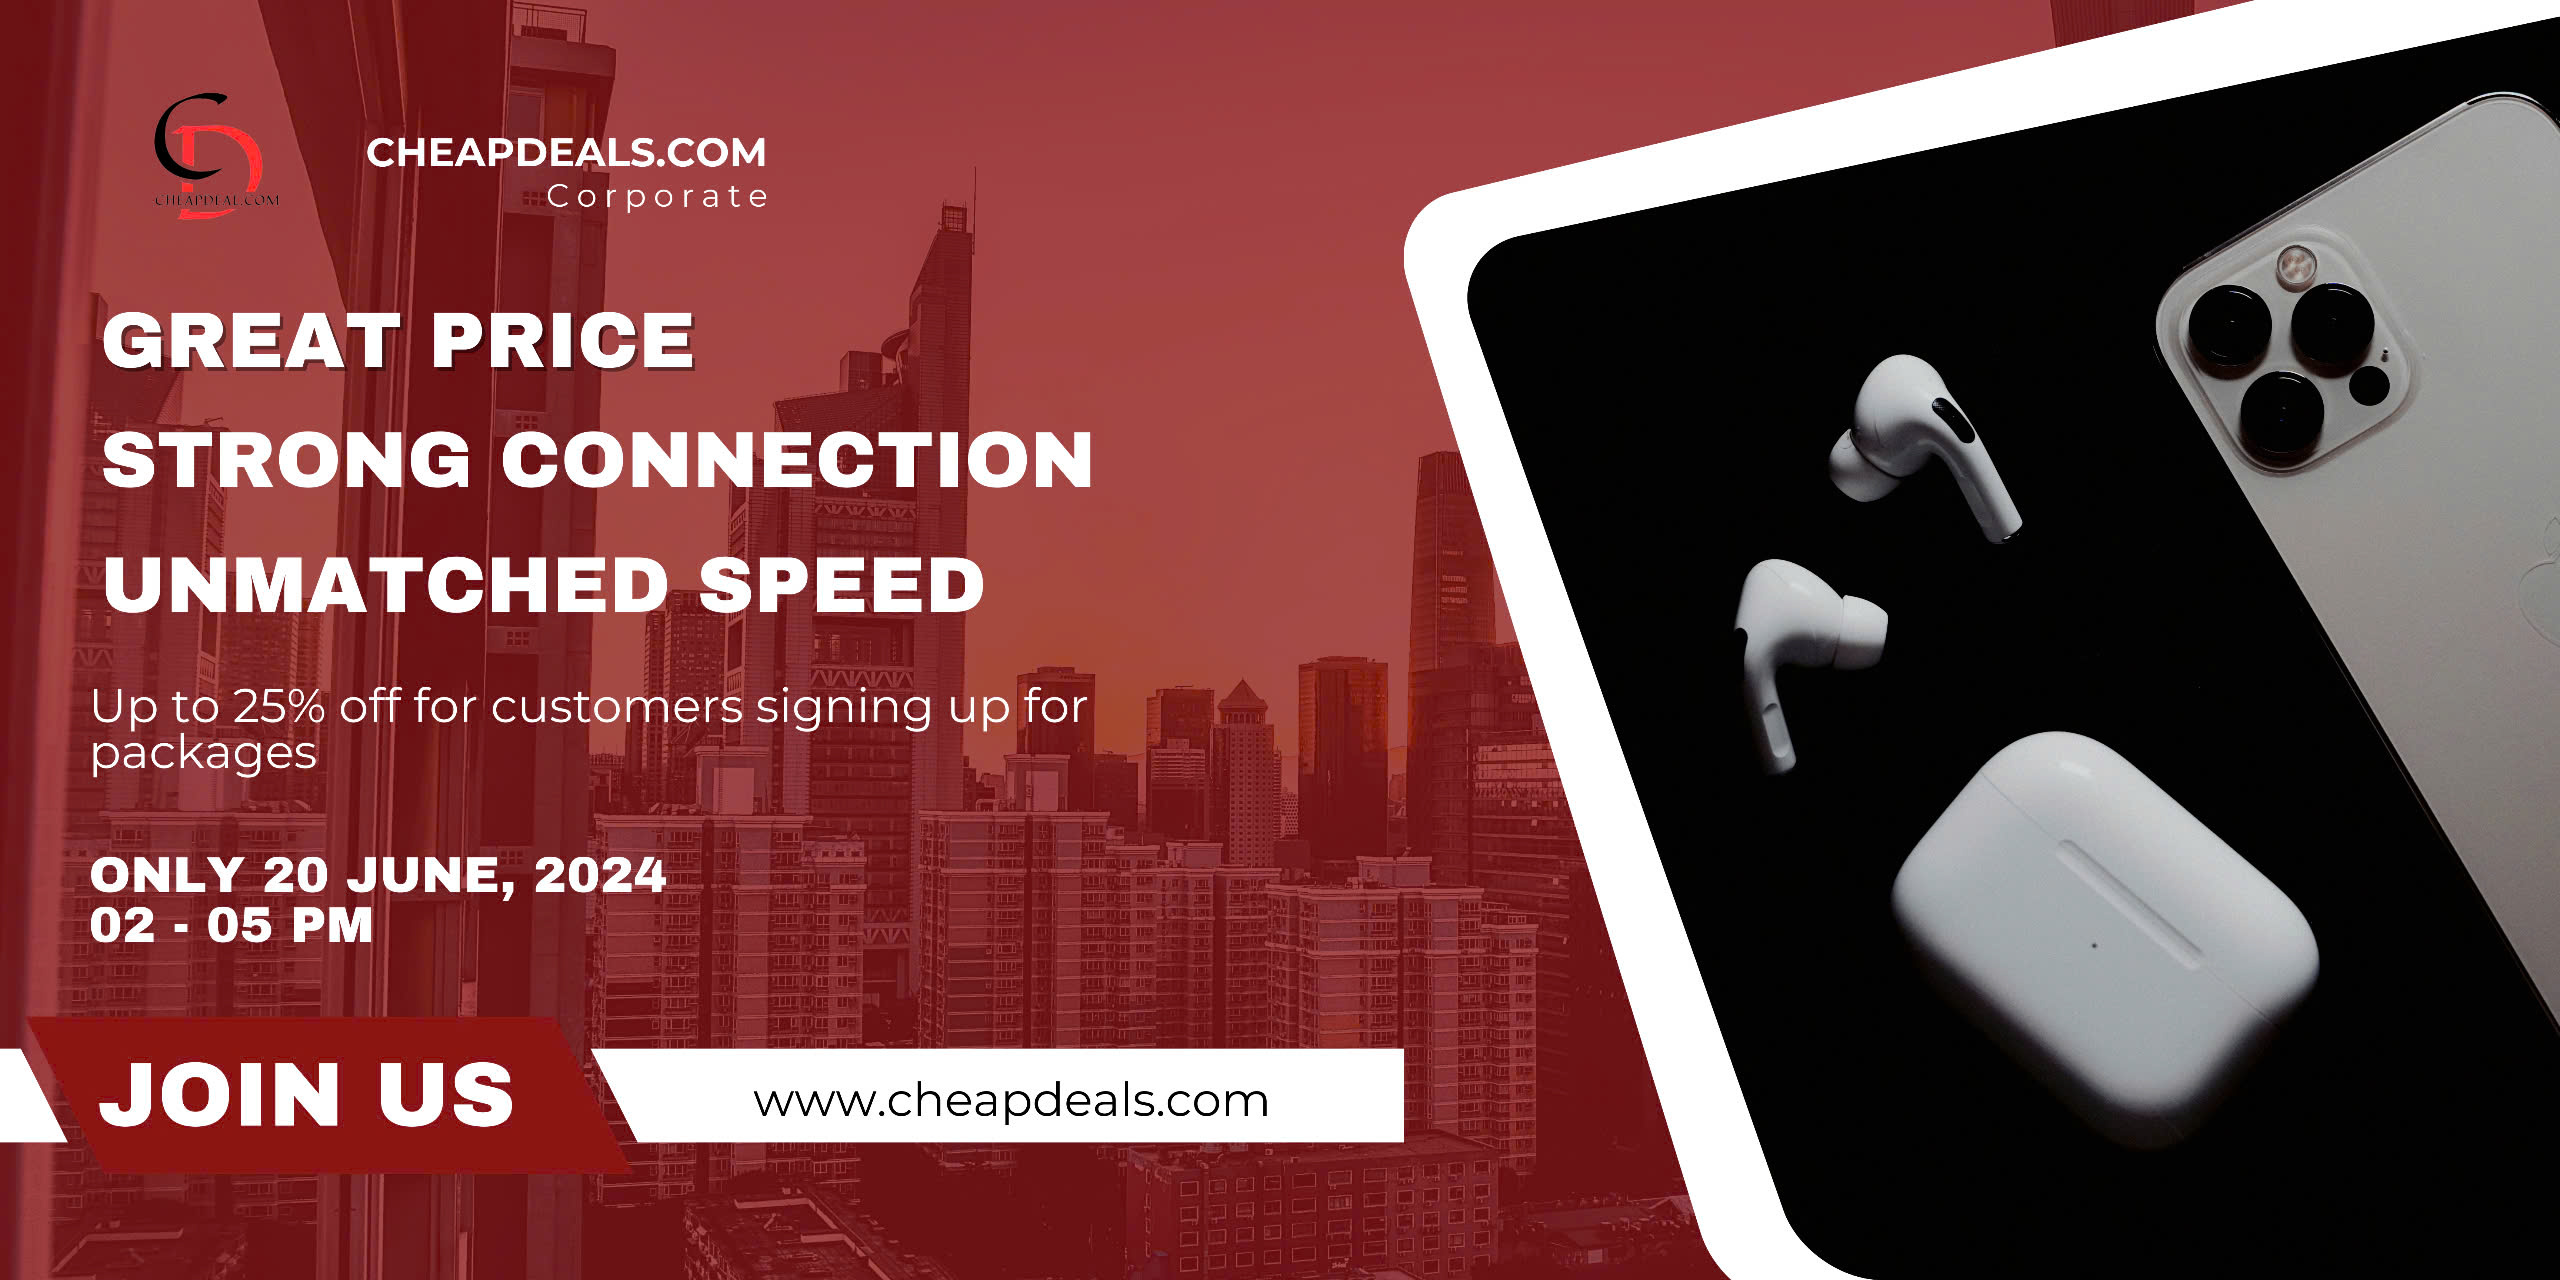 CHEAPDEAL.COM
CHEAPDEALS.COM
Corporate
GREAT PRICE
STRONG CONNECTION
UNMATCHED SPEED
Up to 25% off for customers signing up for
packages
ONLY 20 JUNE, 2024
02 - 05 PM
JOIN US
www.cheapdeals.com